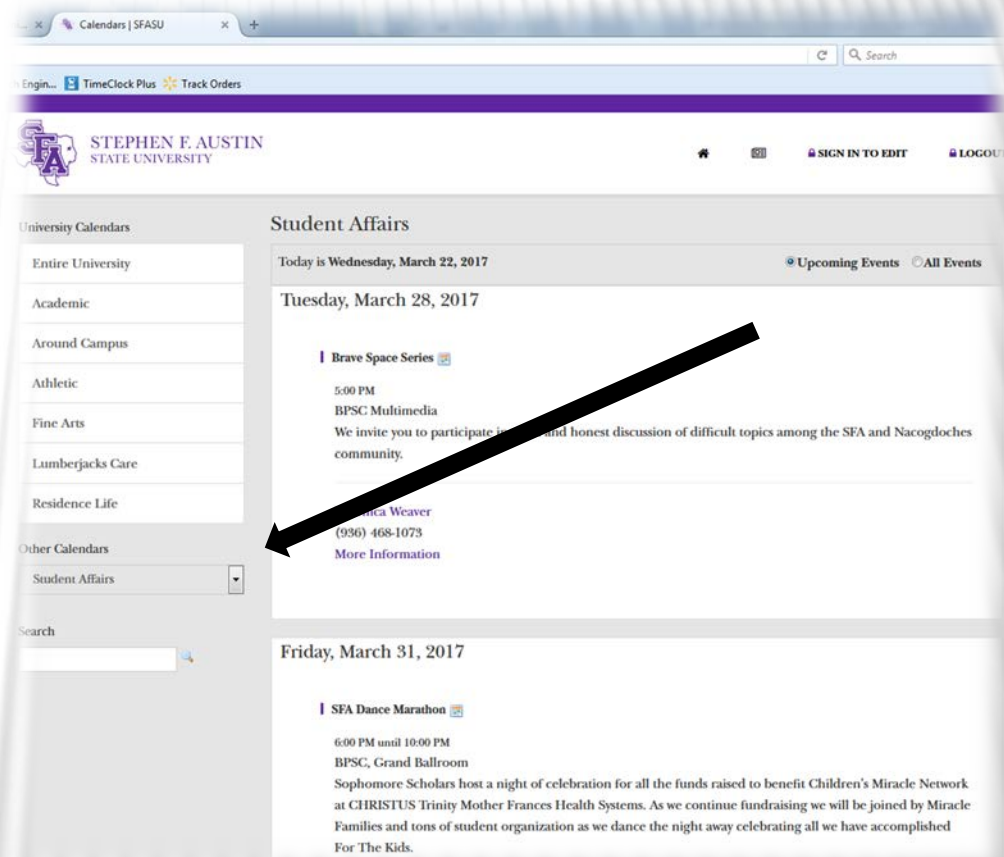 Calendars | SFASU
Search
Engin... TimeClock Plus Track Orders
SFA
STEPHEN F. AUSTIN
STATE UNIVERSITY
SIGN IN TO EDIT LOGOU
University Calendars
Entire University
Academic
Around Campus
Athletic
Fine Arts
Lumberjacks Care
Residence Life
Other Calendars
Student Affairs
Search
Student Affairs
Today is Wednesday, March 22, 2017
Upcoming Events All Events
Tuesday, March 28, 2017
Brave Space Series
5:00 PM
BPSC Multimedia
We invite you to participate and honest discussion of difficult topics among the SFA and Nacogdoches
community.
Weaver
(936) 468-1073
More Information
Friday, March 31, 2017
SFA Dance Marathon
6:00 PM until 10:00 PM
BPSC, Grand Ballroom
Sophomore Scholars host a night of celebration for all the funds raised to benefit Children's Miracle Network
at CHRISTUS Trinity Mother Frances Health Systems. As we continue fundraising we will be joined by Miracle
Families and tons of student organization as we dance the night away celebrating all we have accomplished
For The Kids.